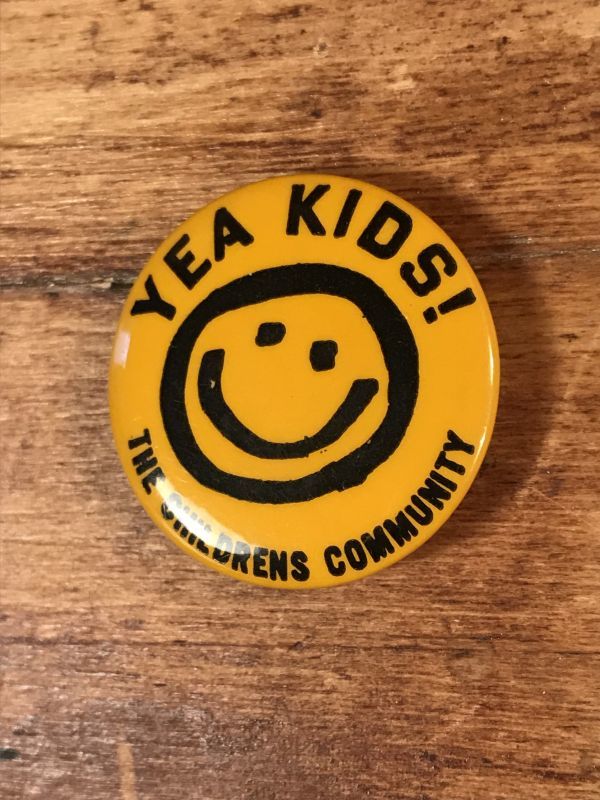 YEA KIDS!
THE CHILDRENS COMMUNITY